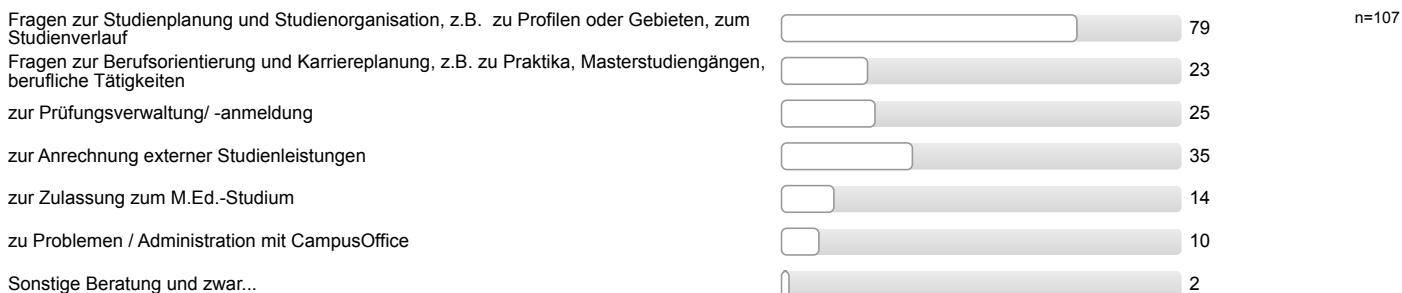 Fragen zur Studienplanung und Studienorganisation, z.B. zu Profilen oder Gebieten, zum
Studienverlauf
79
n=107
Fragen zur Berufsorientierung und Karriereplanung, z.B. zu Praktika, Masterstudiengängen,
berufliche Tätigkeiten
23
zur Prüfungsverwaltung/ -anmeldung
25
zur Anrechnung externer Studienleistungen
35
zur Zulassung zum M.Ed.-Studium
14
zu Problemen / Administration mit CampusOffice
10
Sonstige Beratung und zwar...
2